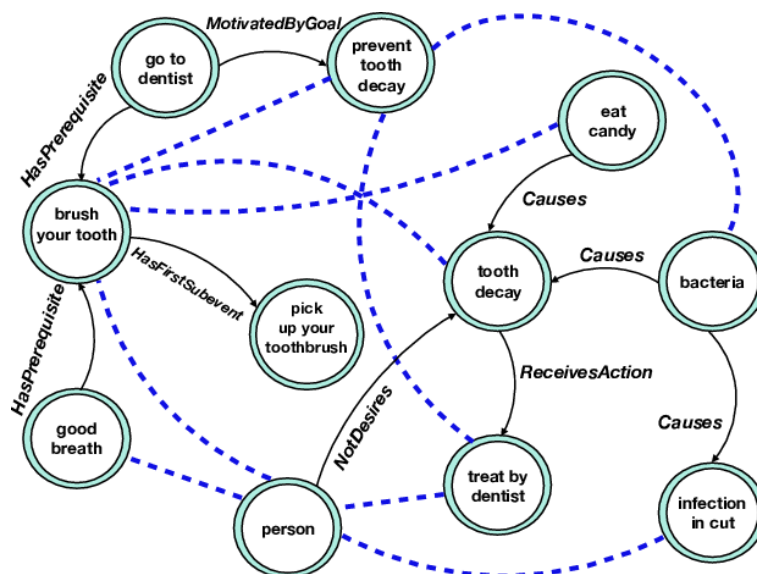 MotivatedByGoal
go to
dentist
prevent
tooth
decay
HasPrerequisite
eat
candy
Causes
brush
your tooth
HasFirstSubevent
tooth
decay
Causes
bacteria
pick
up your
toothbrush
HasPrerequisite
ReceivesAction
NotDesires
Causes
good
breath
treat by
dentist
infection
in cut
person